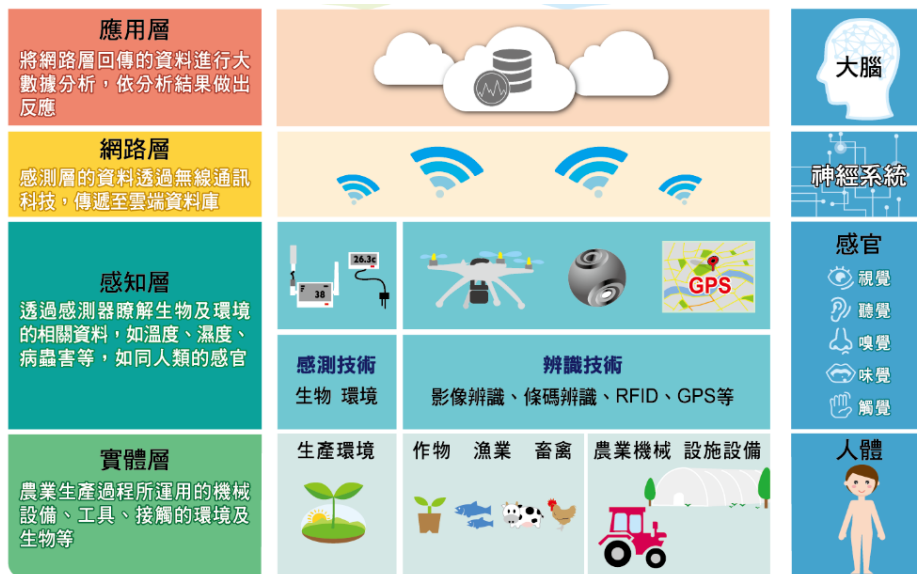 應用層
將網路層回傳的資料進行大
數據分析，依分析結果做出
反應
大腦
網路層
感測層的資料透過無線通訊
科技，傳遞至雲端資料庫
神經系統
感知層
透過感測器瞭解生物及環境
的相關資料，如溫度、濕度、
病蟲害等，如同人類的感官
38
26.3c
GPS
感測技術
生物 環境
辨識技術
影像辨識、條碼辨識、RFID、GPS等
感官
視覺
聽覺
嗅覺
味覺
觸覺
實體層
農業生產過程所運用的機械
設備、工具、接觸的環境及
生物等
生產環境
作物 漁業 畜禽
農業機械 設施設備
人體